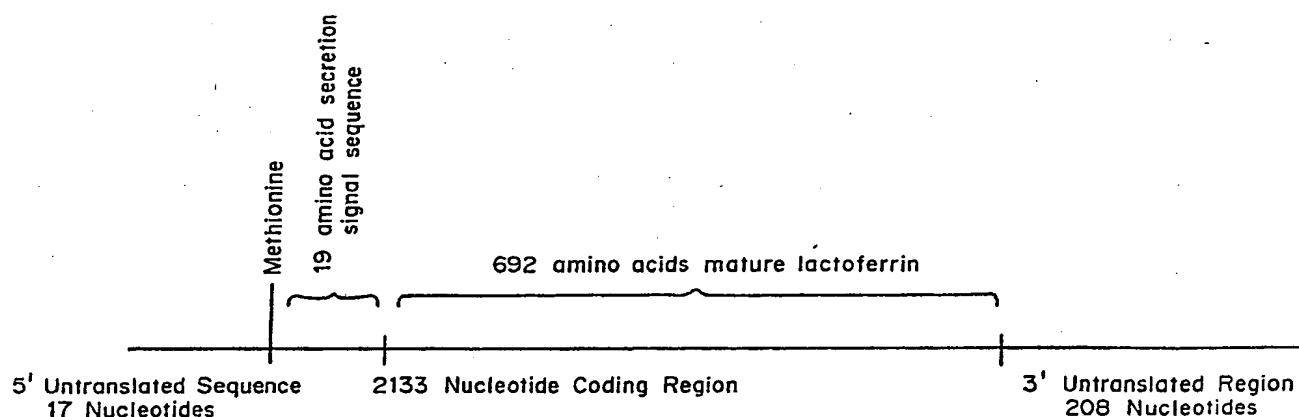 Methionine
19 amino acid secretion
signal sequence
692 amino acids mature lactoferrin
5' Untranslated Sequence
17 Nucleotides
2133 Nucleotide Coding Region
3' Untranslated Region
208 Nucleotides